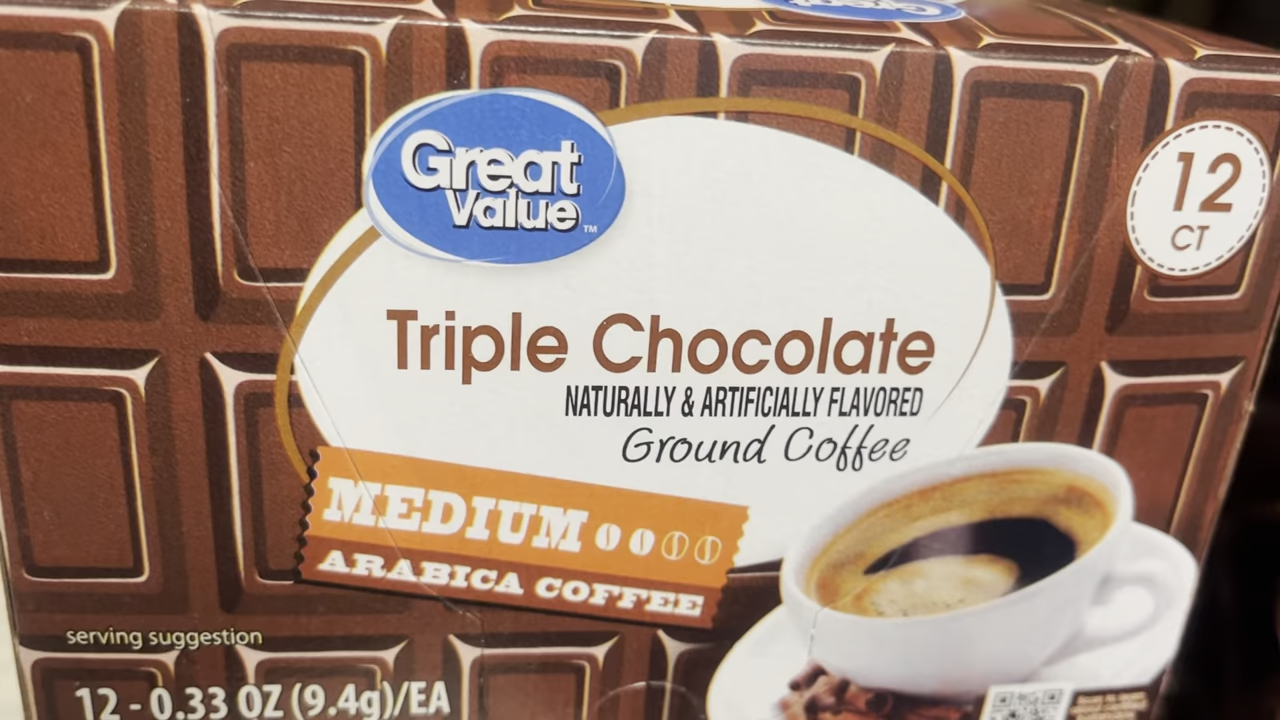 Great
Value™
12
CT
Triple Chocolate
NATURALLY & ARTIFICIALLY FLAVORED
Ground Coffee
MEDIUM
ARABICA COFFEE
serving suggestion
12 - 0.33 OZ (9.4g)/EA